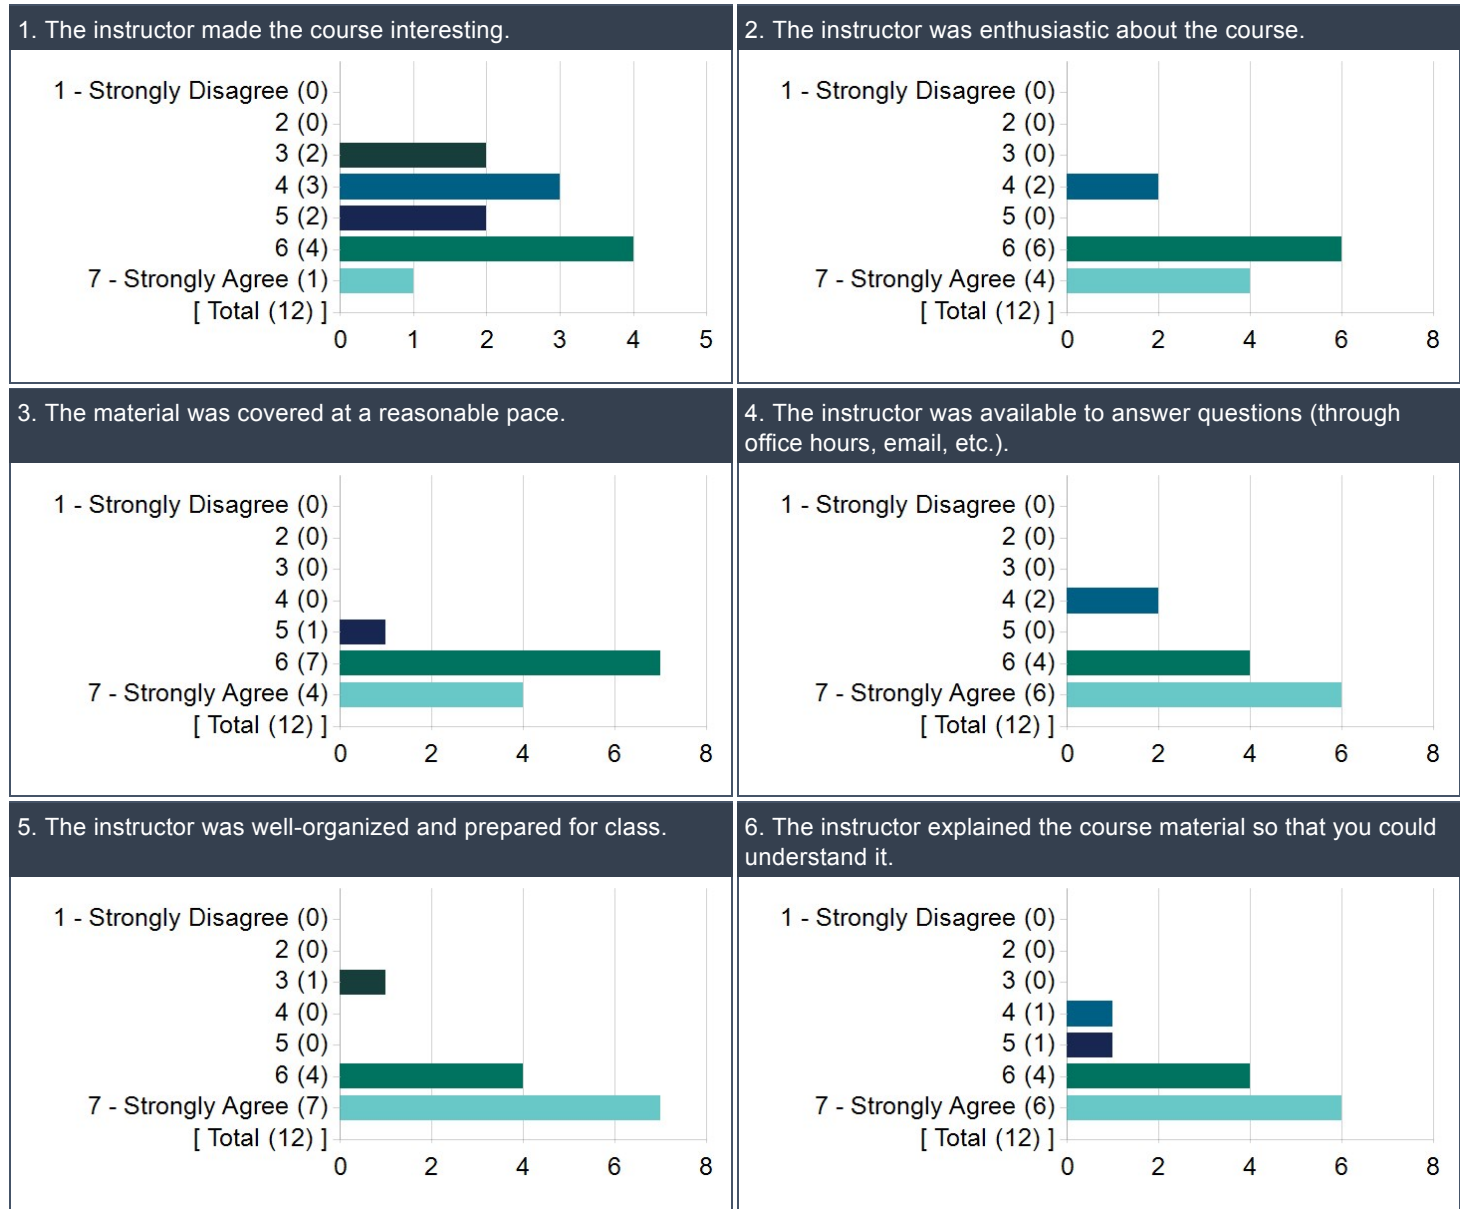 1. The instructor made the course interesting.
1 - Strongly Disagree (0)
2 (0)
3 (2)
4 (3)
5 (2)
6 (4)
7 - Strongly Agree (1)
[ Total (12) ]
0 1 2 3 4 5
2. The instructor was enthusiastic about the course.
1 - Strongly Disagree (0)
2 (0)
3 (0)
4 (2)
5 (0)
6 (6)
7 - Strongly Agree (4)
[ Total (12) ]
0 2 4 6 8
3. The material was covered at a reasonable pace.
1 - Strongly Disagree (0)
2 (0)
3 (0)
4 (0)
5 (1)
6 (7)
7 - Strongly Agree (4)
[ Total (12) ]
0 2 4 6 8
4. The instructor was available to answer questions (through
office hours, email, etc.).
1 - Strongly Disagree (0)
2 (0)
3 (0)
4 (2)
5 (0)
6 (4)
7 - Strongly Agree (6)
[ Total (12) ]
0 2 4 6 8
5. The instructor was well-organized and prepared for class.
1 - Strongly Disagree (0)
2 (0)
3 (1)
4 (0)
5 (0)
6 (4)
7 - Strongly Agree (7)
[ Total (12) ]
0 2 4 6 8
6. The instructor explained the course material so that you could
understand it.
1 - Strongly Disagree (0)
2 (0)
3 (0)
4 (1)
5 (1)
6 (4)
7 - Strongly Agree (6)
[ Total (12) ]
0 2 4 6 8